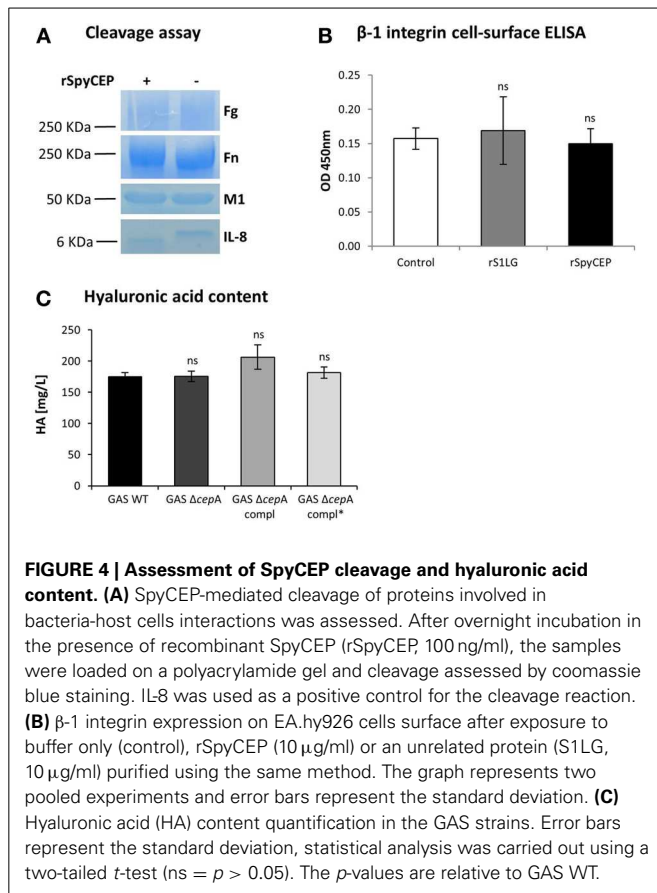 A Cleavage assay
rSpyCEP + -
Fg
250 KDa
250 KDa
Fn
50 KDa
M1
IL-8
6 KDa
B β-1 integrin cell-surface ELISA
OD 450nm
0.25
0.20
0.15
0.10
0.05
0.00
ns
ns
Control rS1LG rSpyCEP
C Hyaluronic acid content
HA [mg/L]
250
200
150
100
50
0
ns
ns
ns
GAS WT GAS ΔcepA GAS ΔcepA GAS ΔcepA
compl compl*
FIGURE 4 | Assessment of SpyCEP cleavage and hyaluronic acid
content. (A) SpyCEP-mediated cleavage of proteins involved in
bacteria-host cells interactions was assessed. After overnight incubation in
the presence of recombinant SpyCEP (rSpyCEP, 100 ng/ml), the samples
were loaded on a polyacrylamide gel and cleavage assessed by coomassie
blue staining. IL-8 was used as a positive control for the cleavage reaction.
(B) β-1 integrin expression on EA.hy926 cells surface after exposure to
buffer only (control), rSpyCEP (10 μg/ml) or an unrelated protein (S1LG,
10 μg/ml) purified using the same method. The graph represents two
pooled experiments and error bars represent the standard deviation. (C)
Hyaluronic acid (HA) content quantification in the GAS strains. Error bars
represent the standard deviation, statistical analysis was carried out using a
two-tailed t-test (ns = p > 0.05). The p-values are relative to GAS WT.